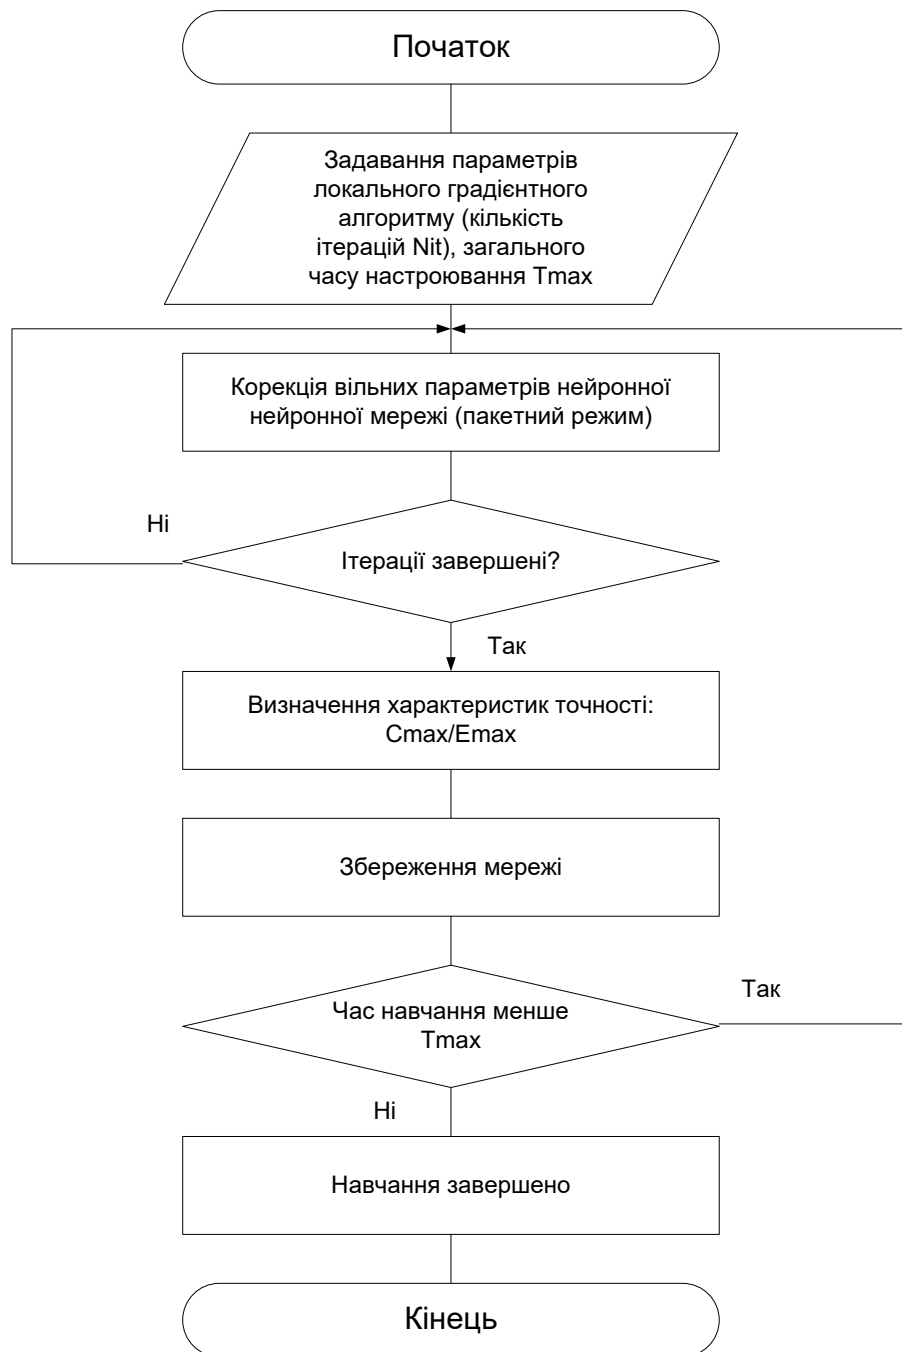 Початок
Задавання параметрів
локального градієнтного
алгоритму (кількість
ітерацій Nit), загального
часу настроювання Tmax
Корекція вільних параметрів нейронної
нейронної мережі (пакетний режим)
Ні
Ітерації завершені?
Так
Визначення характеристик точності:
Cmax/Emax
Збереження мережі
Час навчання менше
Tmax
Так
Ні
Навчання завершено
Кінець